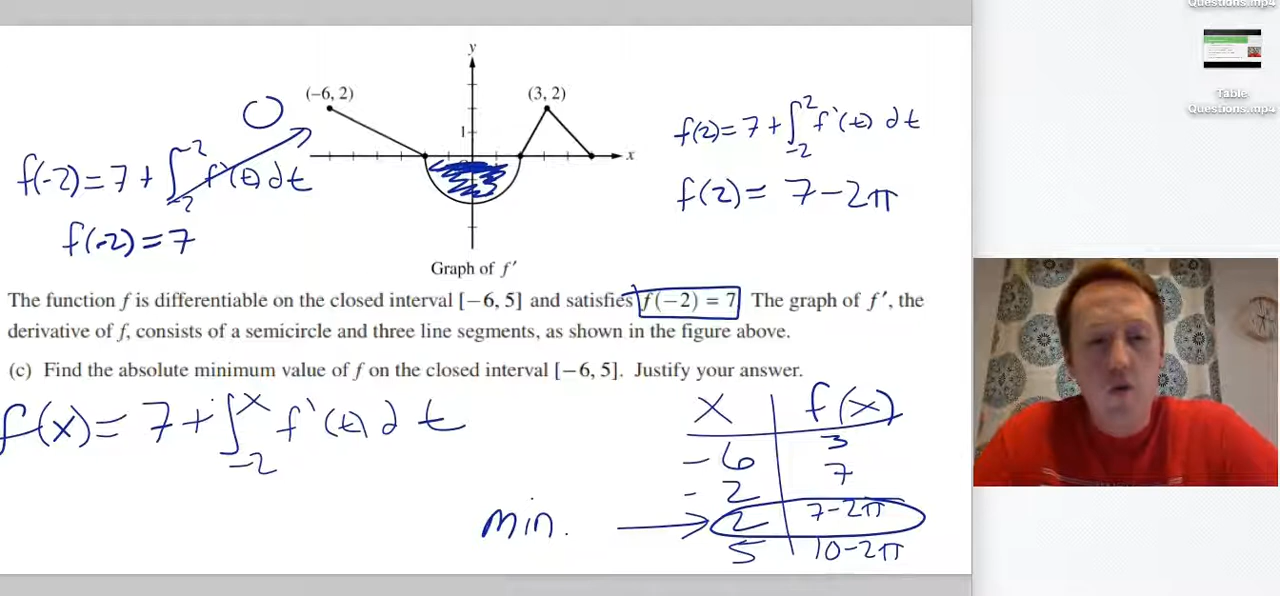 Questions.mp4
Table
Questions.mp4
y
(−6, 2)
(3, 2)
1
x
Graph of f′
f(-2)=7+∫₋₂⁻² f'(t)dt
0
f(-2)=7
f(2)=7+∫₋₂² f'(t) dt
f(2)= 7-2π
The function f is differentiable on the closed interval [−6, 5] and satisfies f(−2) = 7. The graph of f′, the
derivative of f, consists of a semicircle and three line segments, as shown in the figure above.
(c) Find the absolute minimum value of f on the closed interval [−6, 5]. Justify your answer.
f(x)= 7+∫₋₂ˣ f'(t) dt
x f(x)
-6 3
-2 7
min. → 2 7-2π
5 10-2π